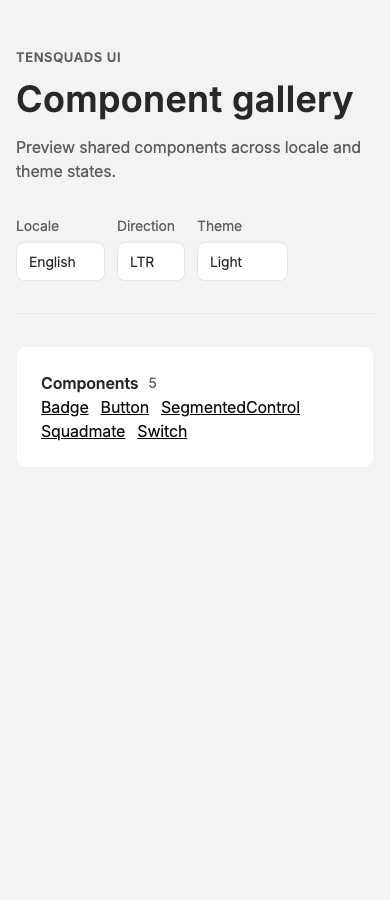 TENSQUADS UI
Component gallery
Preview shared components across locale and
theme states.
Locale Direction Theme
English LTR Light
Components 5
Badge Button SegmentedControl
Squadmate Switch